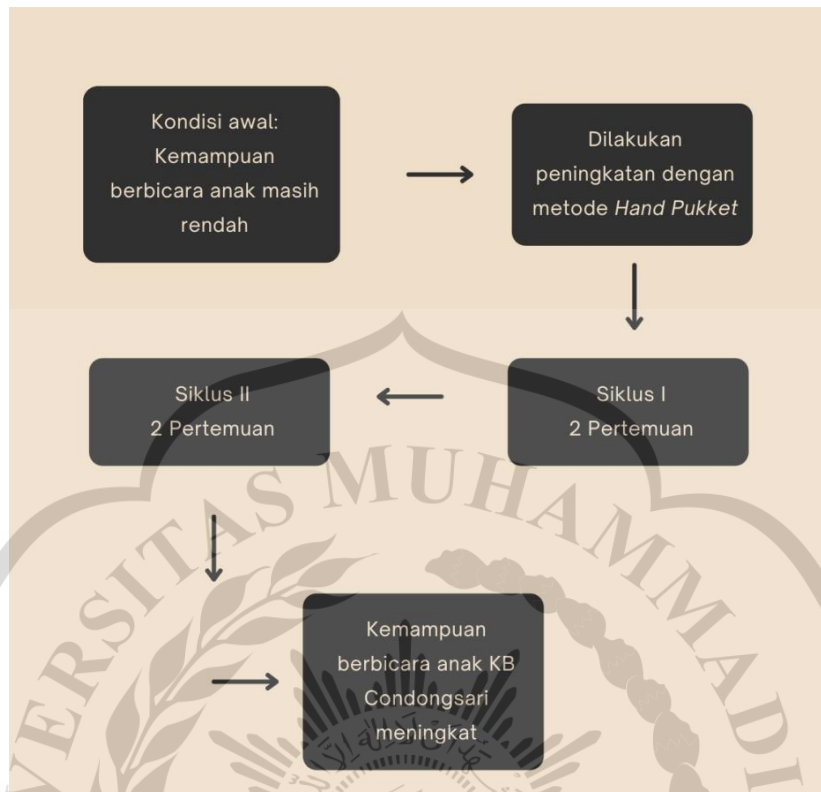 Kondisi awal:
Kemampuan
berbicara anak masih
rendah
Dilakukan
peningkatan dengan
metode Hand Pukket
Siklus I
2 Pertemuan
Siklus II
2 Pertemuan
Kemampuan
berbicara anak KB
Condongsari
meningkat
VERSITAS MUHAMMADI